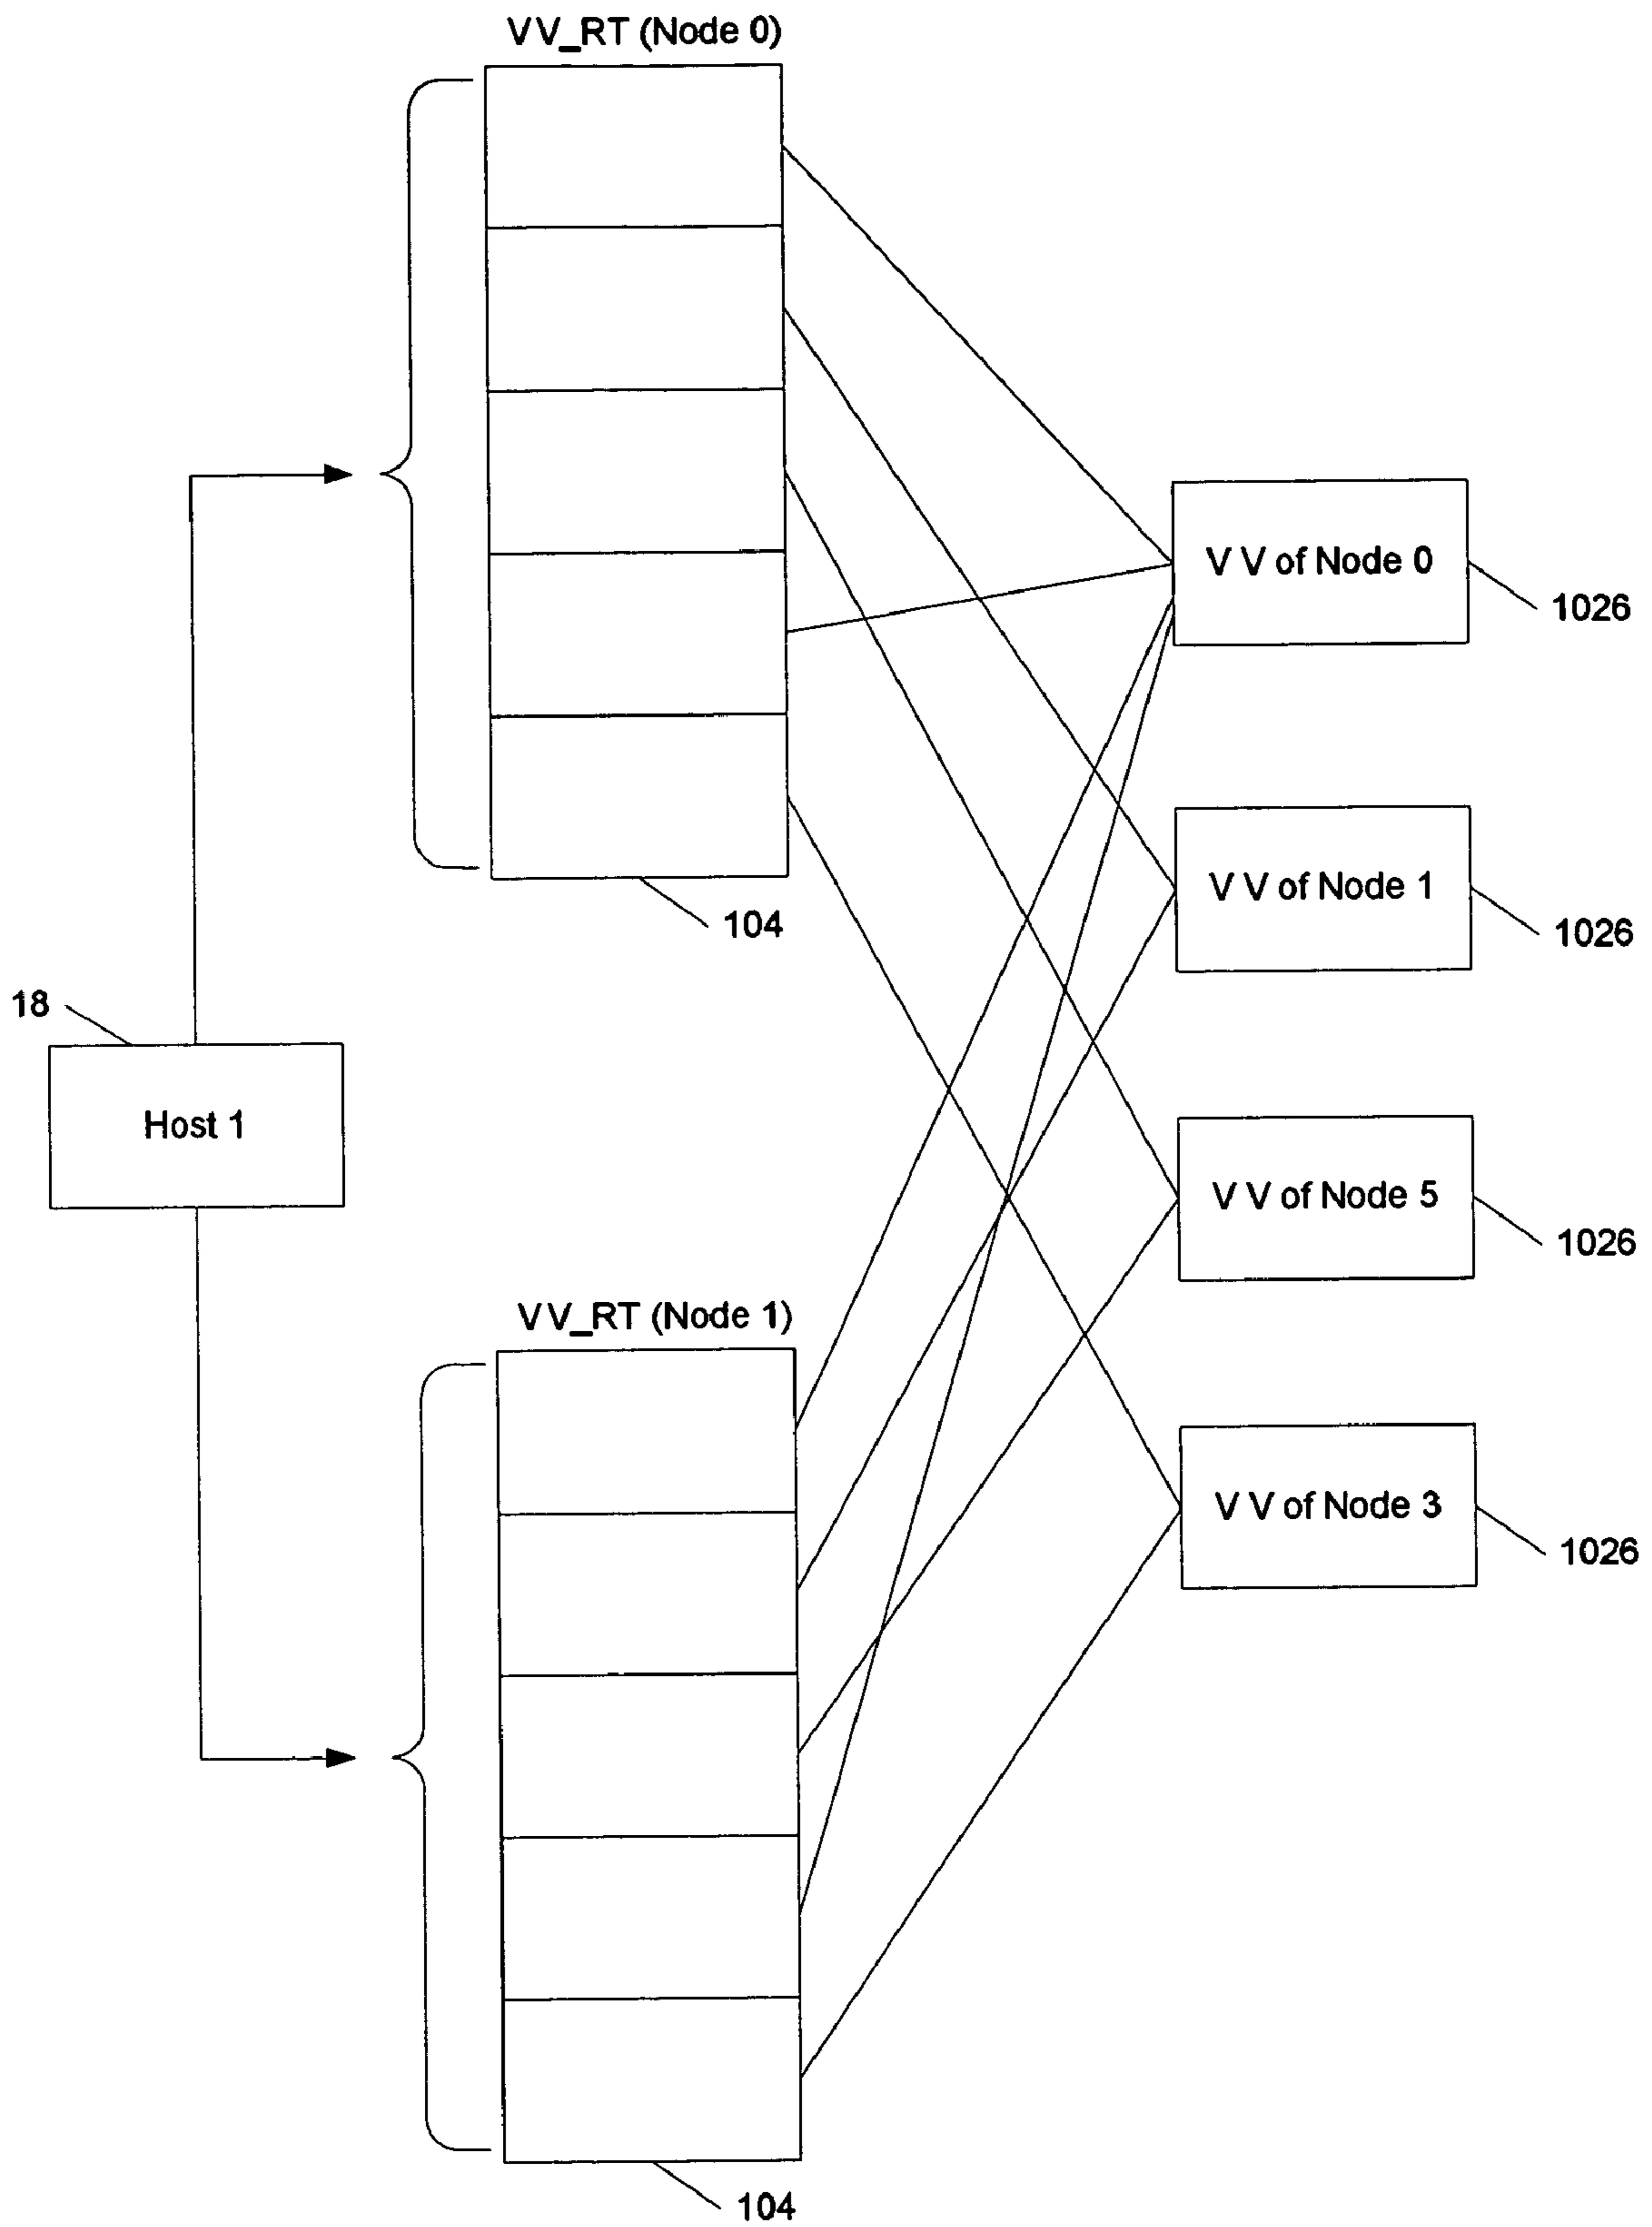 VV_RT (Node 0)
V V of Node 0
1026
V V of Node 1
104
1026
18
Host 1
V V of Node 5
1026
VV_RT (Node 1)
V V of Node 3
1026
104